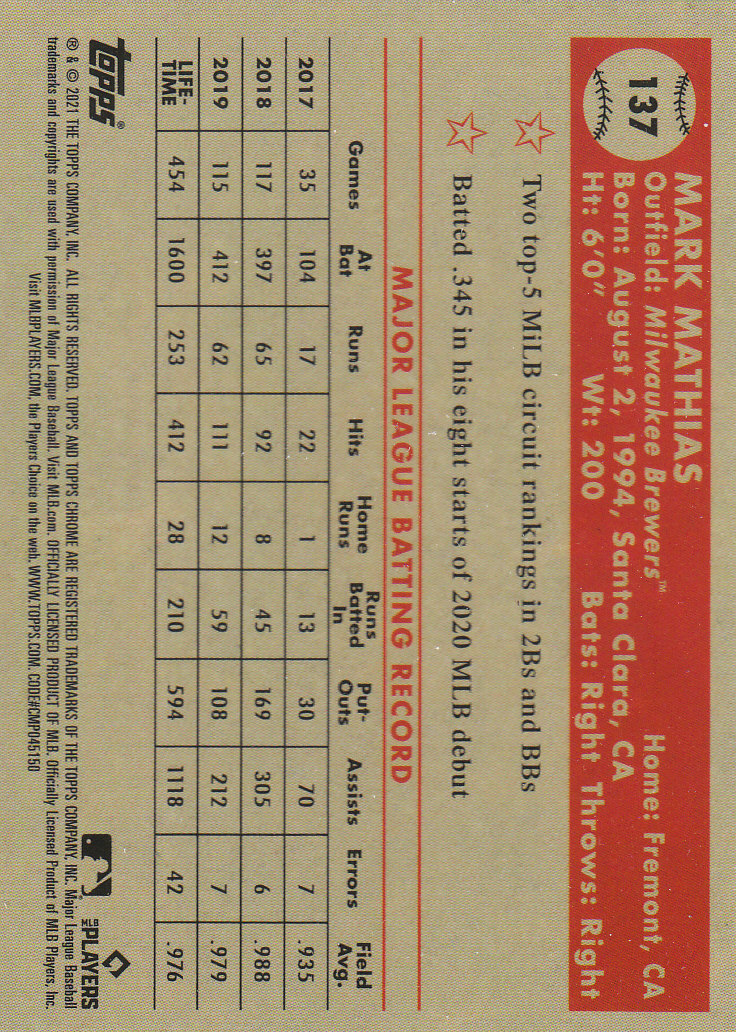 137
MARK MATHIAS
Outfield: Milwaukee Brewers™ Home: Fremont, CA
Born: August 2, 1994, Santa Clara, CA
Ht: 6'0" Wt: 200 Bats: Right Throws: Right
Two top-5 MiLB circuit rankings in 2Bs and BBs
Batted .345 in his eight starts of 2020 MLB debut
MAJOR LEAGUE BATTING RECORD
Games At Bat Runs Hits Home Runs Runs Batted In Put-Outs Assists Errors Field Avg.
2017 35 104 17 22 1 13 30 70 7 .935
2018 117 397 65 92 8 45 169 305 6 .988
2019 115 412 62 111 12 59 108 212 7 .979
LIFE-TIME 454 1600 253 412 28 210 594 1118 42 .976
topps®
MLB PLAYERS
® & © 2021 THE TOPPS COMPANY, INC. ALL RIGHTS RESERVED. TOPPS AND TOPPS CHROME ARE REGISTERED TRADEMARKS OF THE TOPPS COMPANY, INC. Major League Baseball
trademarks and copyrights are used with permission of Major League Baseball. Visit MLB.com. OFFICIALLY LICENSED PRODUCT OF MLB. Officially Licensed Product of MLB Players, Inc.
Visit MLBPLAYERS.COM, the Players Choice on the web. WWW.TOPPS.COM. CODE#CMP045150